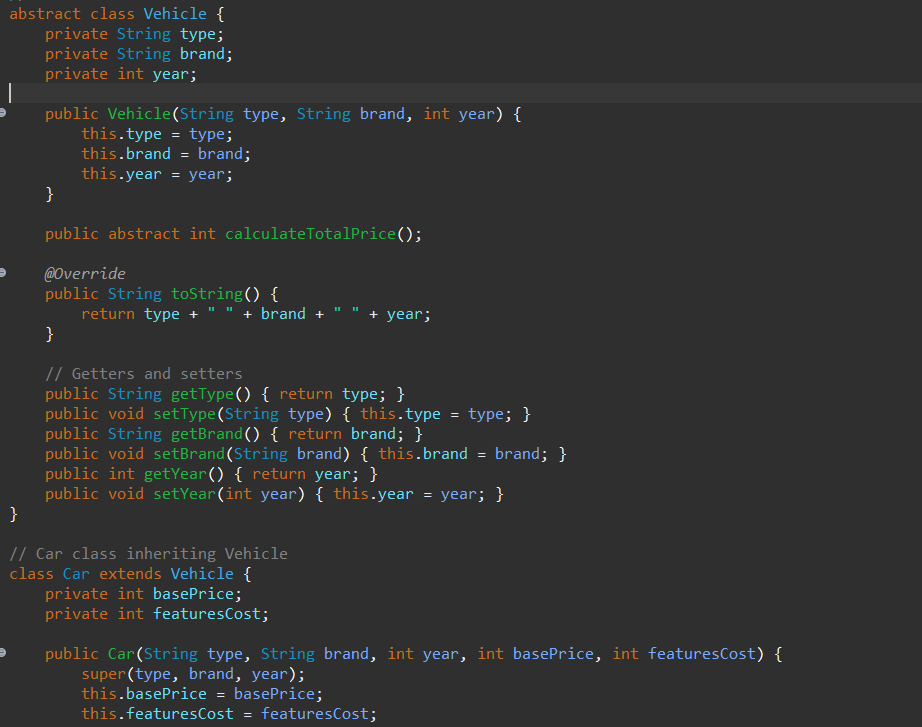 abstract class Vehicle {
    private String type;
    private String brand;
    private int year;

    public Vehicle(String type, String brand, int year) {
        this.type = type;
        this.brand = brand;
        this.year = year;
    }

    public abstract int calculateTotalPrice();

    @Override
    public String toString() {
        return type + " " + brand + " " + year;
    }

    // Getters and setters
    public String getType() { return type; }
    public void setType(String type) { this.type = type; }
    public String getBrand() { return brand; }
    public void setBrand(String brand) { this.brand = brand; }
    public int getYear() { return year; }
    public void setYear(int year) { this.year = year; }
}

// Car class inheriting Vehicle
class Car extends Vehicle {
    private int basePrice;
    private int featuresCost;

    public Car(String type, String brand, int year, int basePrice, int featuresCost) {
        super(type, brand, year);
        this.basePrice = basePrice;
        this.featuresCost = featuresCost;